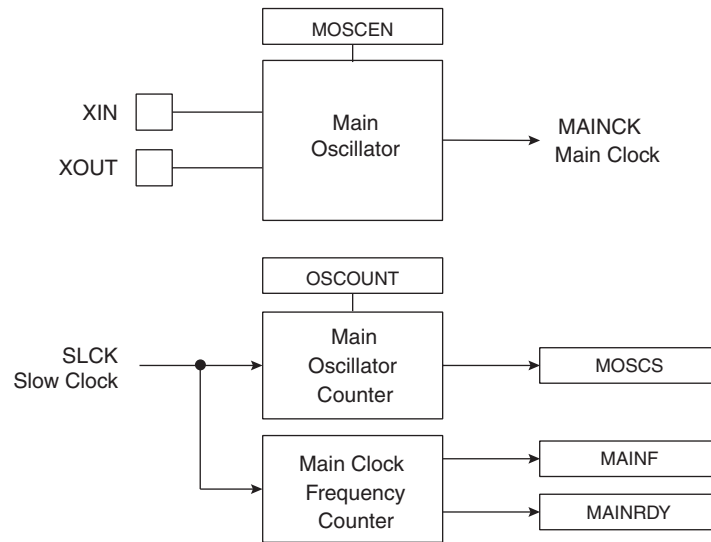 MOSCEN
XIN
XOUT
Main
Oscillator
MAINCK
Main Clock
OSCOUNT
SLCK
Slow Clock
Main
Oscillator
Counter
MOSCS
Main Clock
Frequency
Counter
MAINF
MAINRDY